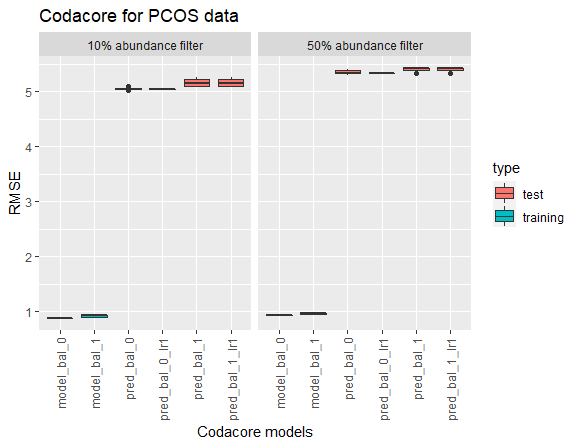 Codacore for PCOS data
10% abundance filter
50% abundance filter
RMSE
5
4
3
2
1
model_bal_0
model_bal_1
pred_bal_0
pred_bal_0_lr1
pred_bal_1
pred_bal_1_lr1
model_bal_0
model_bal_1
pred_bal_0
pred_bal_0_lr1
pred_bal_1
pred_bal_1_lr1
Codacore models
type
test
training